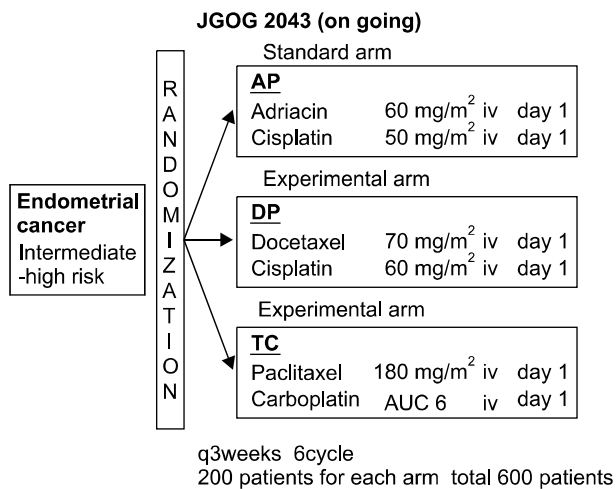 JGOG 2043 (on going)
Standard arm
RANDOMIZATION
AP
Adriacin 60 mg/m² iv day 1
Cisplatin 50 mg/m² iv day 1
Endometrial
cancer
Intermediate
-high risk
Experimental arm
DP
Docetaxel 70 mg/m² iv day 1
Cisplatin 60 mg/m² iv day 1
Experimental arm
TC
Paclitaxel 180 mg/m² iv day 1
Carboplatin AUC 6 iv day 1
q3weeks 6cycle
200 patients for each arm total 600 patients